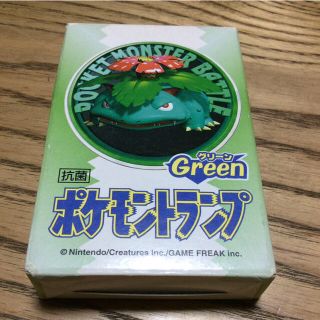 POCKET MONSTER BATTLE
グリーン
Green
抗菌
ポケモントランプ
© Nintendo/Creatures inc./GAME FREAK inc.